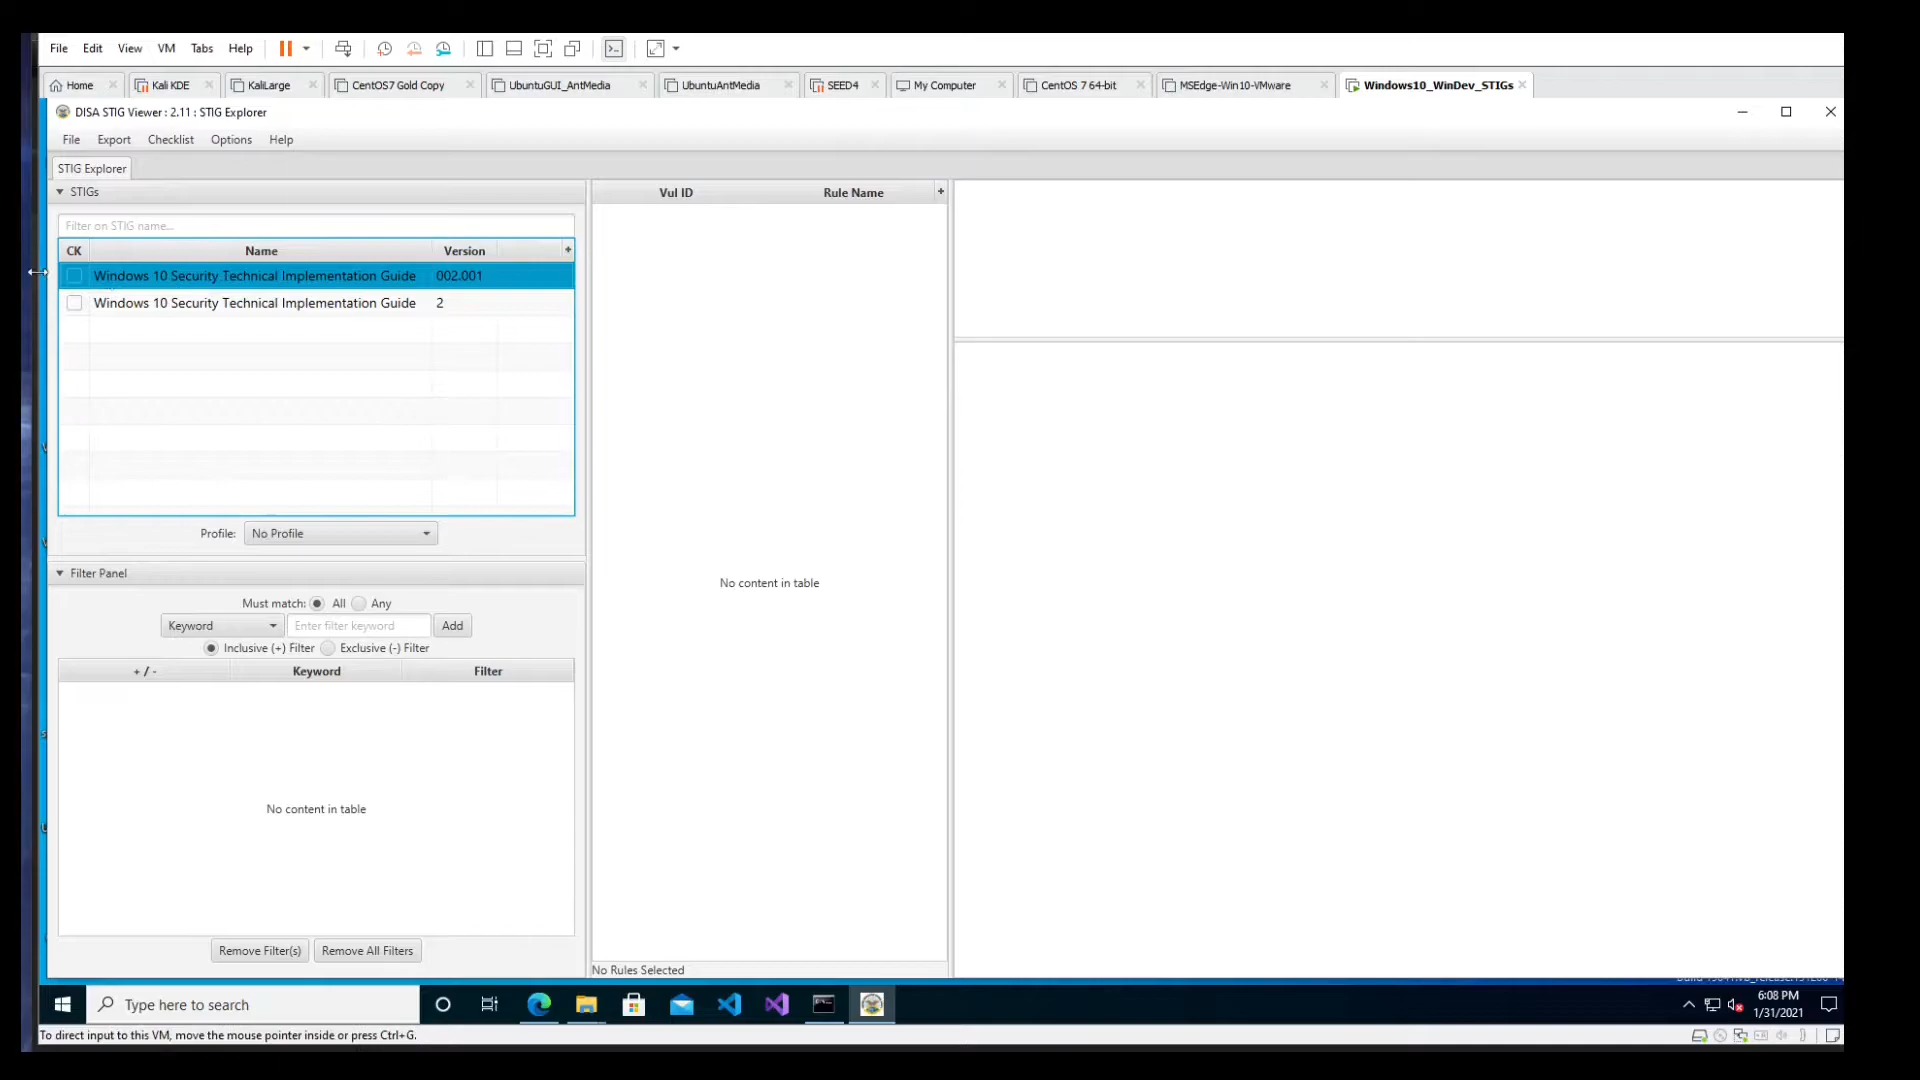 File Edit View VM Tabs Help
Home Kali KDE KaliLarge CentOS7 Gold Copy UbuntuGUI_AntMedia UbuntuAntMedia SEED4 My Computer CentOS 7 64-bit MSEdge-Win10-VMware Windows10_WinDev_STIGs
DISA STIG Viewer : 2.11 : STIG Explorer
File Export Checklist Options Help
STIG Explorer
STIGs
Vul ID Rule Name +
Filter on STIG name...
CK Name Version +
Windows 10 Security Technical Implementation Guide 002.001
Windows 10 Security Technical Implementation Guide 2
Profile: No Profile
Filter Panel
No content in table
Must match: All Any
Keyword Enter filter keyword Add
Inclusive (+) Filter Exclusive (-) Filter
+ / - Keyword Filter
No content in table
Remove Filter(s) Remove All Filters
No Rules Selected
Type here to search
6:08 PM
1/31/2021
To direct input to this VM, move the mouse pointer inside or press Ctrl+G.